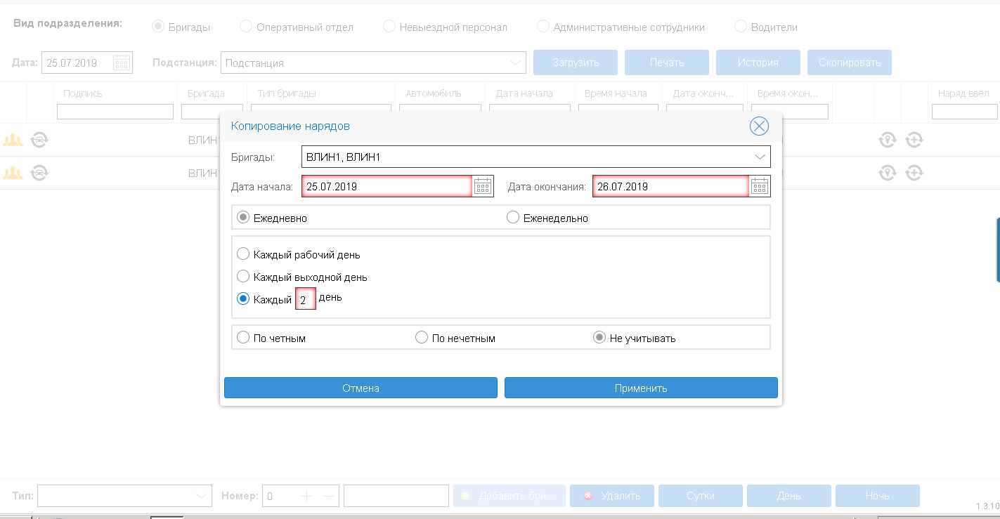 Вид подразделения: Бригады Оперативный отдел Невыездной персонал Административные сотрудники Водители
Дата: 25.07.2019 Подстанция: Подстанция Загрузить Печать История Скопировать
Подпись Бригада Тип бригады Автомобиль Дата начала Время начала Дата оконч... Время окон... Наряд ввёл
Копирование нарядов
ВЛИН1
Бригады: ВЛИН1, ВЛИН1
ВЛИН1
Дата начала: 25.07.2019 Дата окончания: 26.07.2019
Ежедневно Еженедельно
Каждый рабочий день
Каждый выходной день
Каждый 2 день
По четным По нечетным Не учитывать
Отмена Применить
Тип: Номер: 0 Добавить бри... Удалить Сутки День Ночь
1.3.10